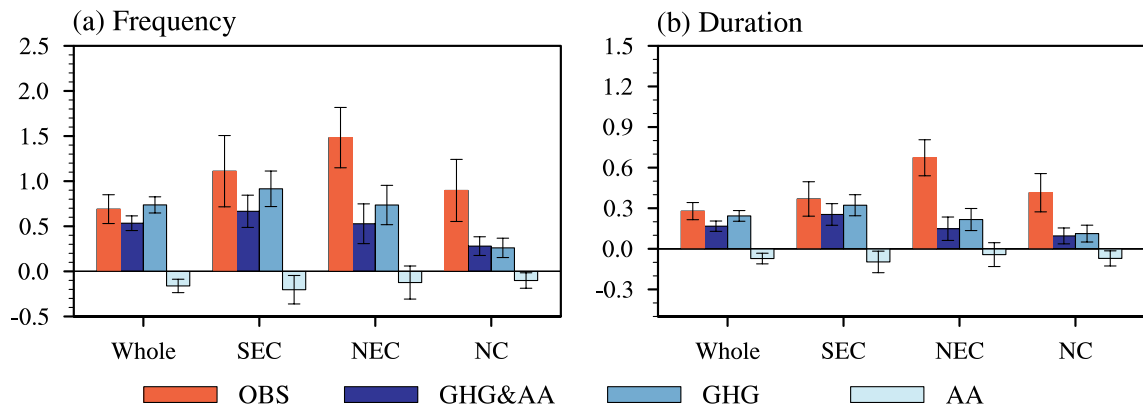 (a) Frequency
2.5
2.0
1.5
1.0
0.5
0.0
-0.5
Whole SEC NEC NC
(b) Duration
1.5
1.2
0.9
0.6
0.3
0.0
-0.3
Whole SEC NEC NC
OBS GHG&AA GHG AA